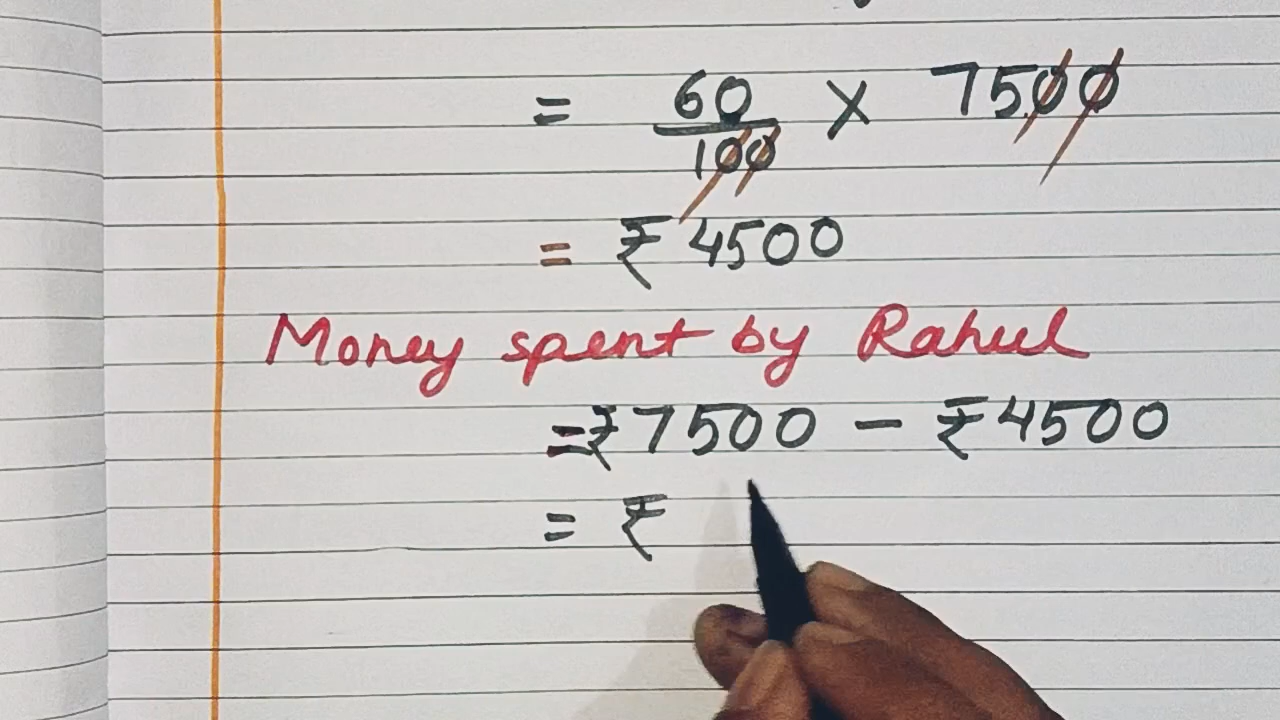 = 60/100 × 7500
= ₹ 4500
Money spent by Rahul
= ₹ 7500 - ₹ 4500
= ₹